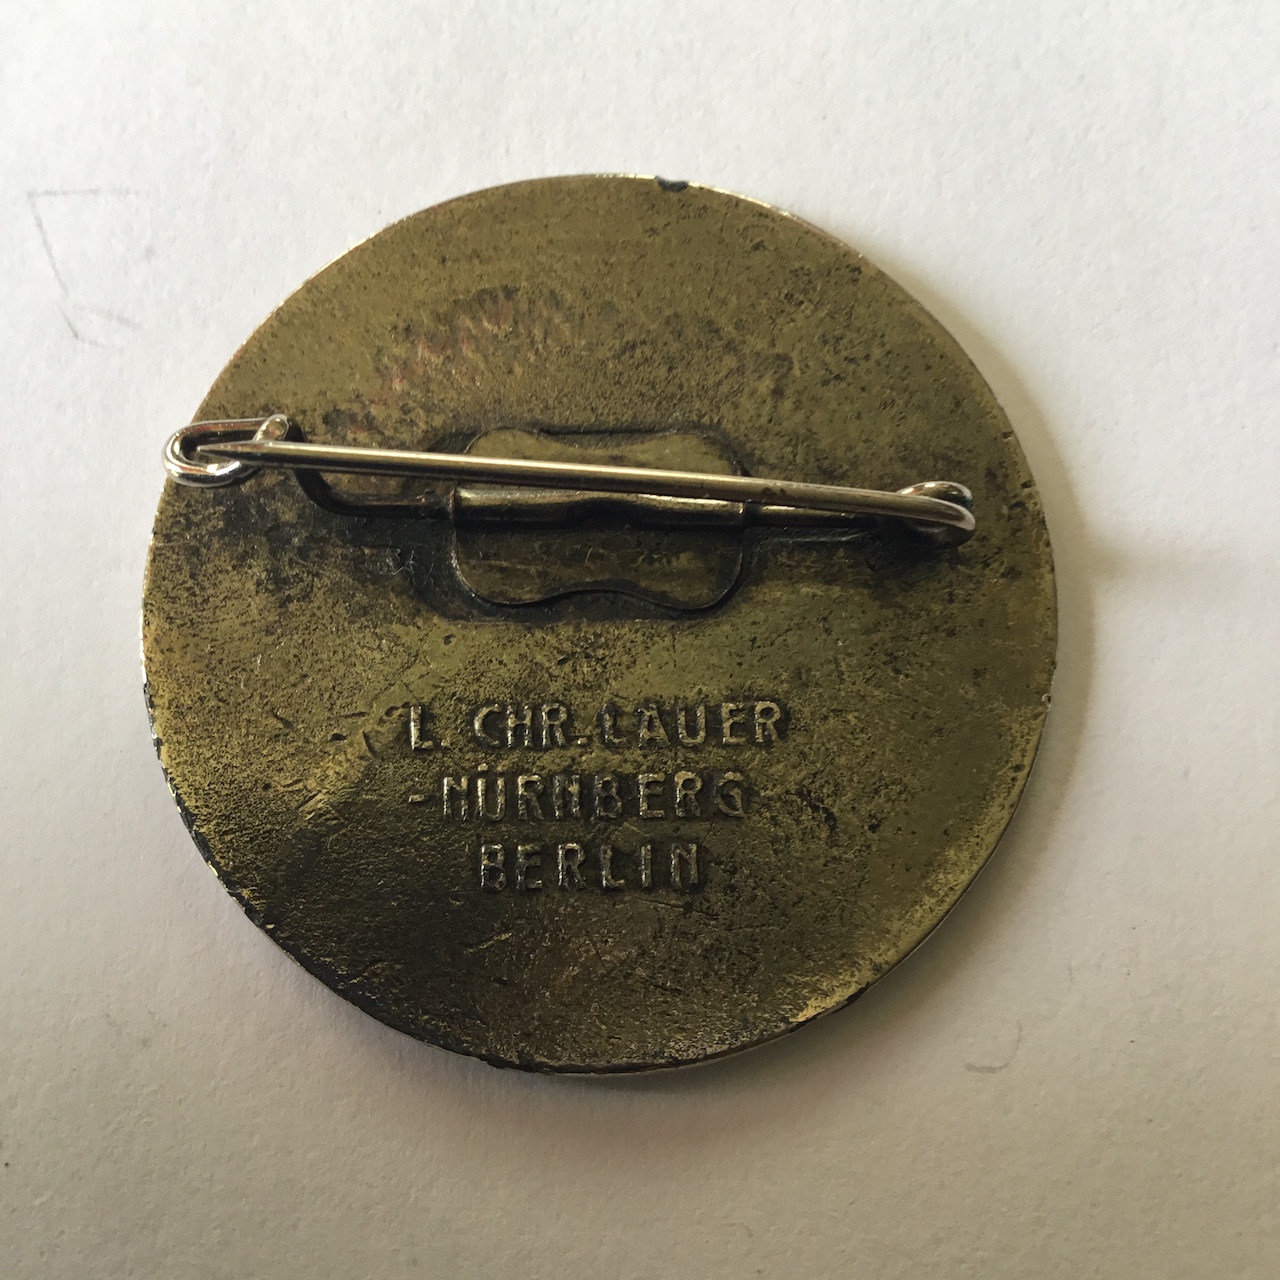 L. CHR. LAUER
-NÜRNBERG-
BERLIN